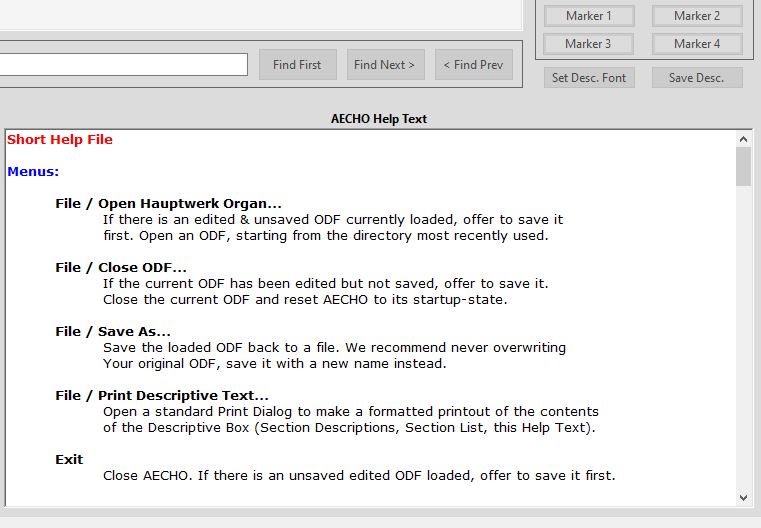 Marker 1
Marker 2
Marker 3
Marker 4
Find First
Find Next >
< Find Prev
Set Desc. Font
Save Desc.
AECHO Help Text
Short Help File
Menus:
File / Open Hauptwerk Organ...
If there is an edited & unsaved ODF currently loaded, offer to save it
first. Open an ODF, starting from the directory most recently used.
File / Close ODF...
If the current ODF has been edited but not saved, offer to save it.
Close the current ODF and reset AECHO to its startup-state.
File / Save As...
Save the loaded ODF back to a file. We recommend never overwriting
Your original ODF, save it with a new name instead.
File / Print Descriptive Text...
Open a standard Print Dialog to make a formatted printout of the contents
of the Descriptive Box (Section Descriptions, Section List, this Help Text).
Exit
Close AECHO. If there is an unsaved edited ODF loaded, offer to save it first.